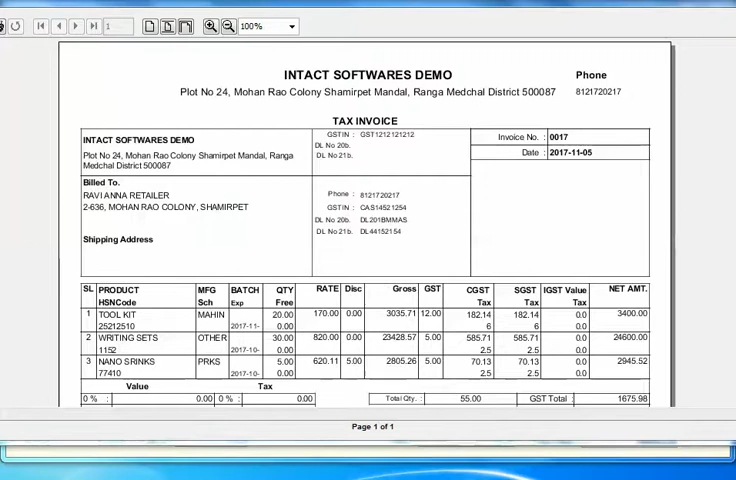 1
100%
INTACT SOFTWARES DEMO
Phone
Plot No 24, Mohan Rao Colony Shamirpet Mandal, Ranga Medchal District 500087
8121720217
TAX INVOICE
INTACT SOFTWARES DEMO
Plot No 24, Mohan Rao Colony Shamirpet Mandal, Ranga
Medchal District 500087
GSTIN : GST1212121212
DL No 20b.
DL No 21b.
Invoice No. : 0017
Date : 2017-11-05
Billed To.
RAVI ANNA RETAILER
2-636, MOHAN RAO COLONY, SHAMIRPET
Shipping Address
Phone : 8121720217
GSTIN : CAS14521254
DL No 20b. DL201BMMAS
DL No 21b. DL44152154
SL PRODUCT MFG BATCH QTY RATE Disc Gross GST CGST SGST IGST Value NET AMT.
HSNCode Sch Exp Free Tax Tax Tax
1 TOOL KIT MAHIN 20.00 170.00 0.00 3035.71 12.00 182.14 182.14 0.0 3400.00
25212510 2017-11- 0.00 6 6 0.0
2 WRITING SETS OTHER 30.00 820.00 0.00 23428.57 5.00 585.71 585.71 0.0 24600.00
1152 2017-10- 0.00 2.5 2.5 0.0
3 NANO SRINKS PRKS 5.00 620.11 5.00 2805.26 5.00 70.13 70.13 0.0 2945.52
77410 2017-10- 0.00 2.5 2.5 0.0
Value Tax
0 % : 0.00 0 % : 0.00 Total Qty. : 55.00 GST Total : 1675.98
Page 1 of 1